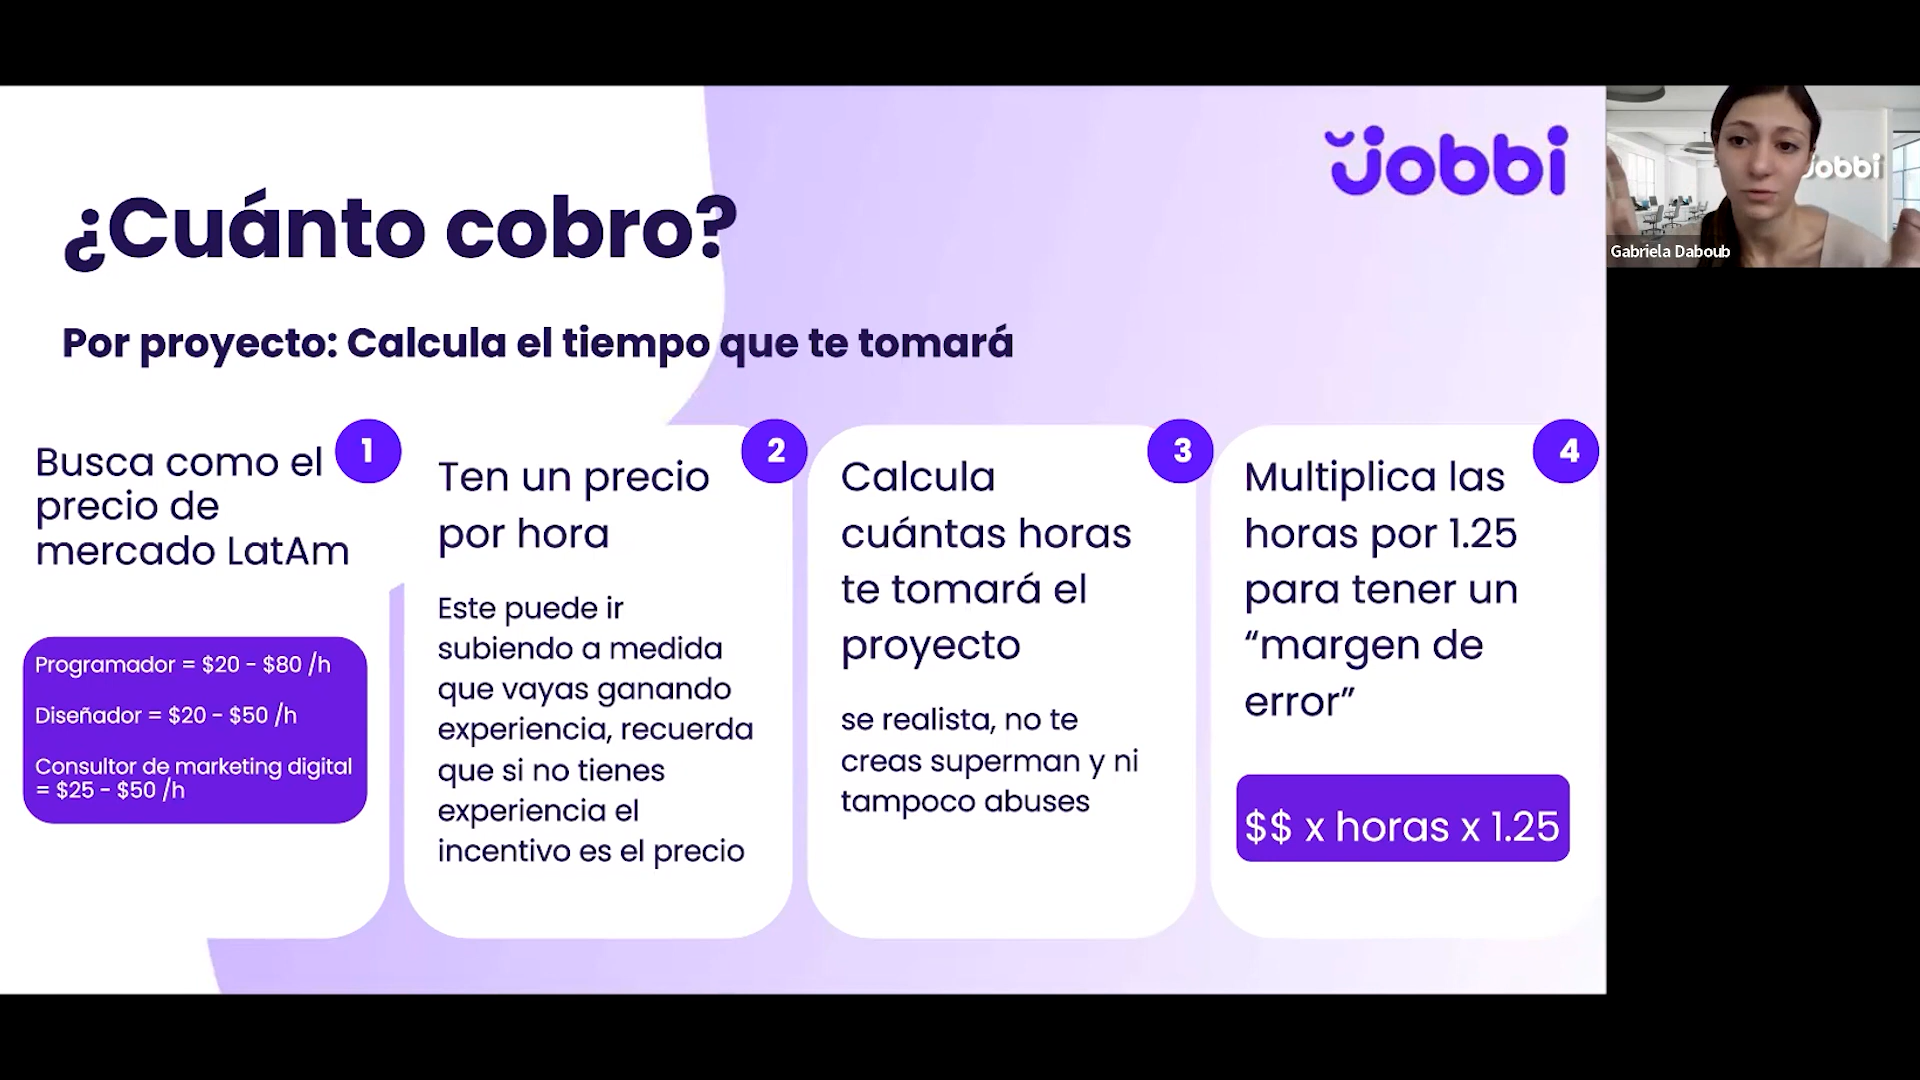 jobbi
¿Cuánto cobro?
Por proyecto: Calcula el tiempo que te tomará
1
Busca como el
precio de
mercado LatAm
Programador = $20 - $80 /h
Diseñador = $20 - $50 /h
Consultor de marketing digital
= $25 - $50 /h
2
Ten un precio
por hora
Este puede ir
subiendo a medida
que vayas ganando
experiencia, recuerda
que si no tienes
experiencia el
incentivo es el precio
3
Calcula
cuántas horas
te tomará el
proyecto
se realista, no te
creas superman y ni
tampoco abuses
4
Multiplica las
horas por 1.25
para tener un
“margen de
error”
$$ x horas x 1.25
jobbi
Gabriela Daboub